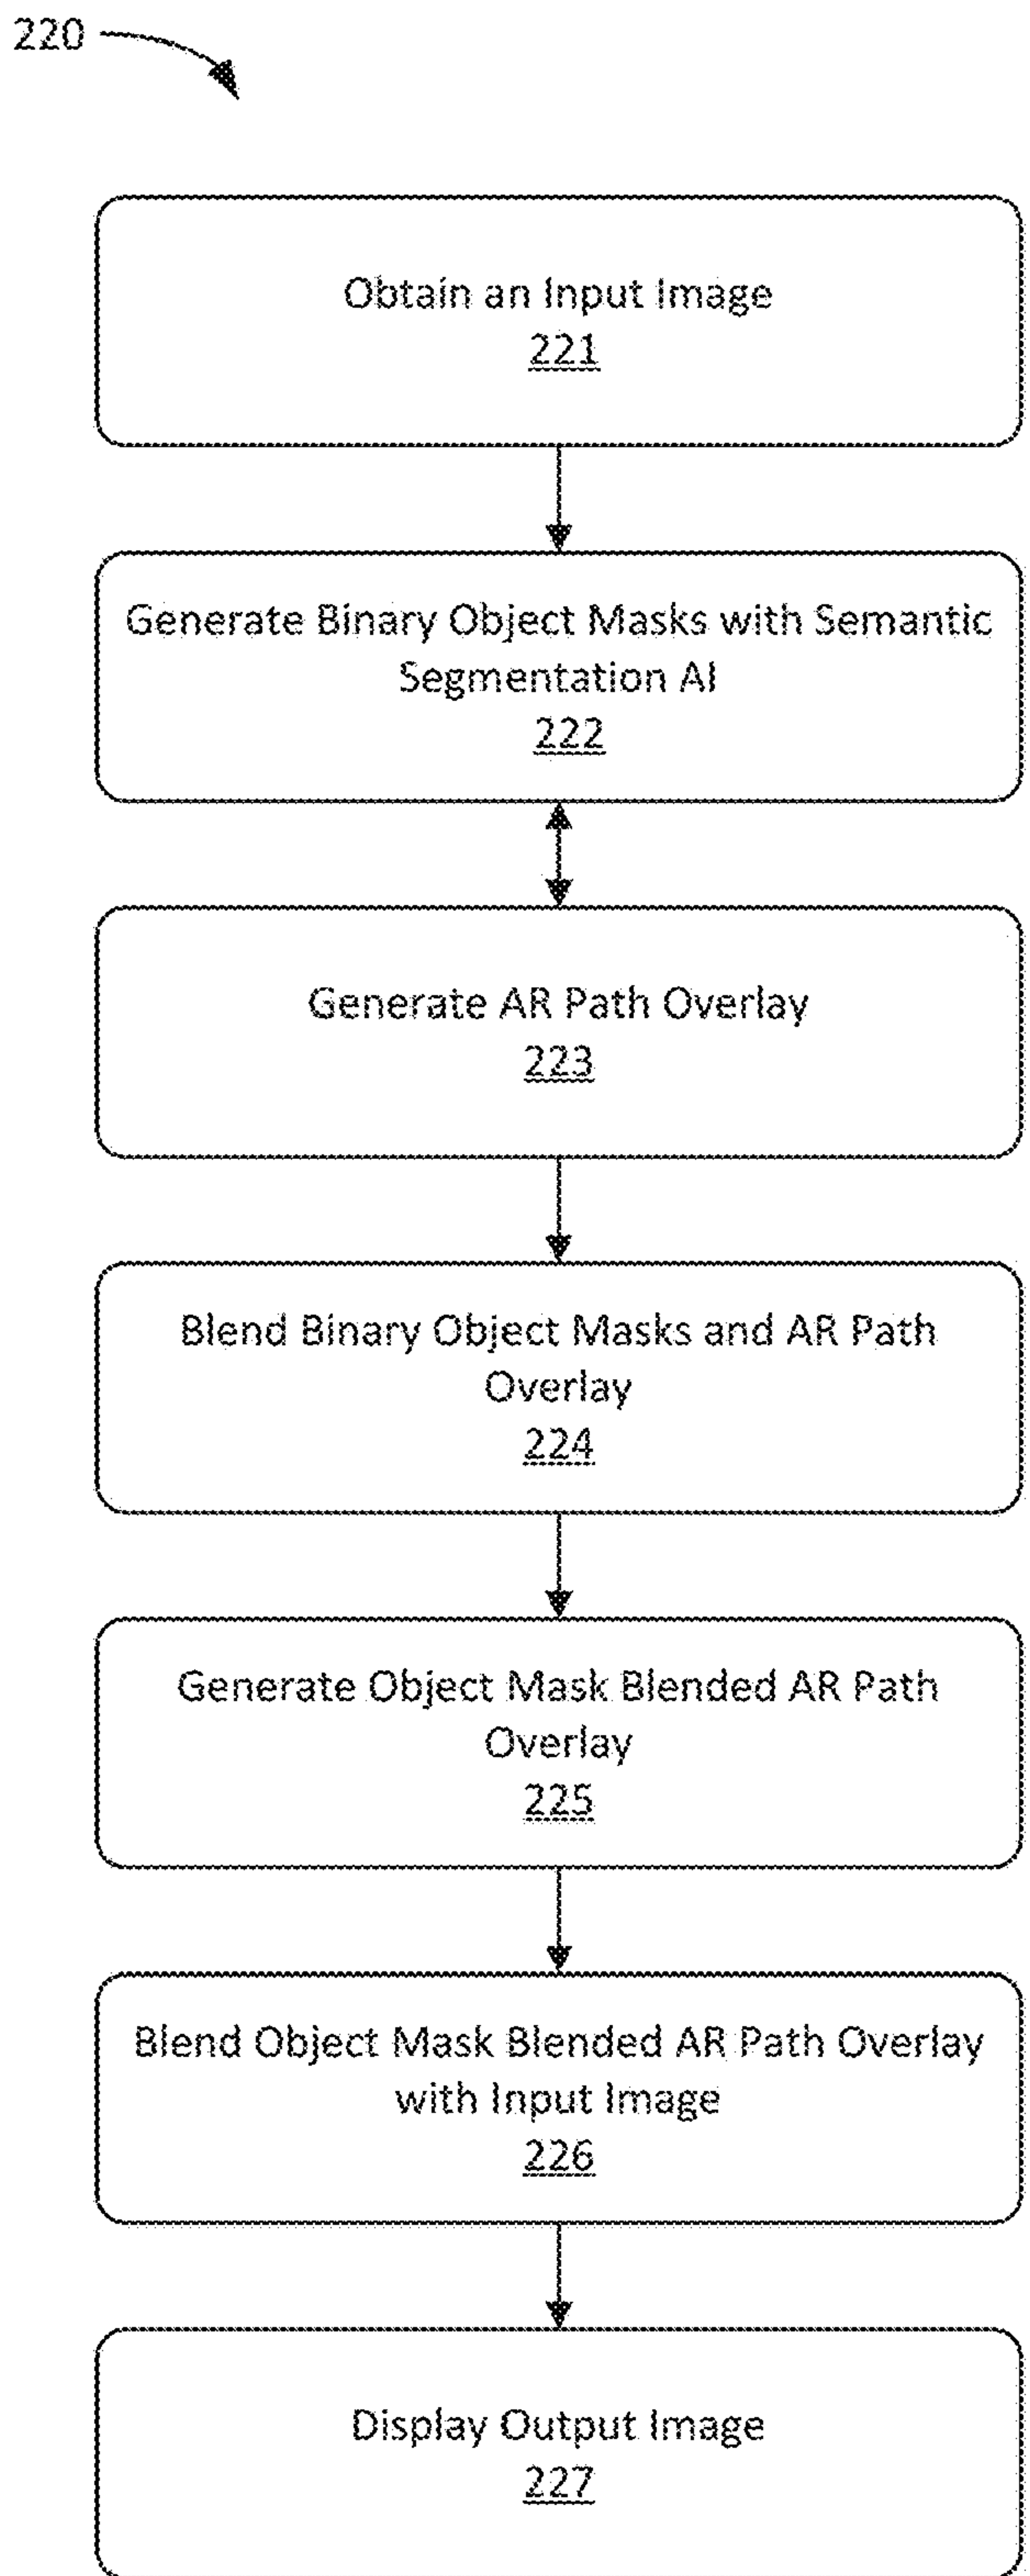 220
Obtain an Input Image
221
Generate Binary Object Masks with Semantic
Segmentation AI
222
Generate AR Path Overlay
223
Blend Binary Object Masks and AR Path
Overlay
224
Generate Object Mask Blended AR Path
Overlay
225
Blend Object Mask Blended AR Path Overlay
with Input Image
226
Display Output Image
227